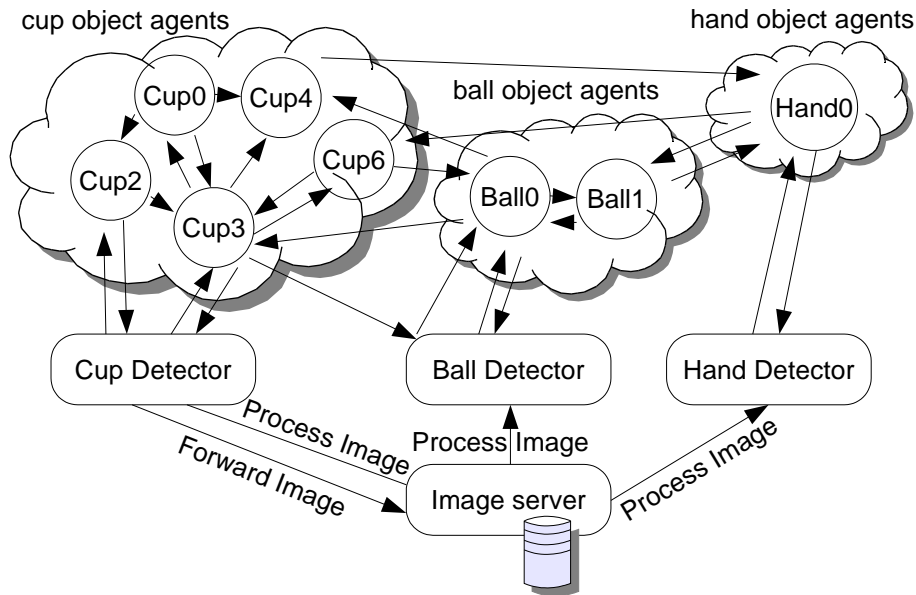 cup object agents
hand object agents
ball object agents
Cup0
Cup4
Hand0
Cup6
Cup2
Ball0
Ball1
Cup3
Cup Detector
Ball Detector
Hand Detector
Process Image
Forward Image
Process Image
Process Image
Image server